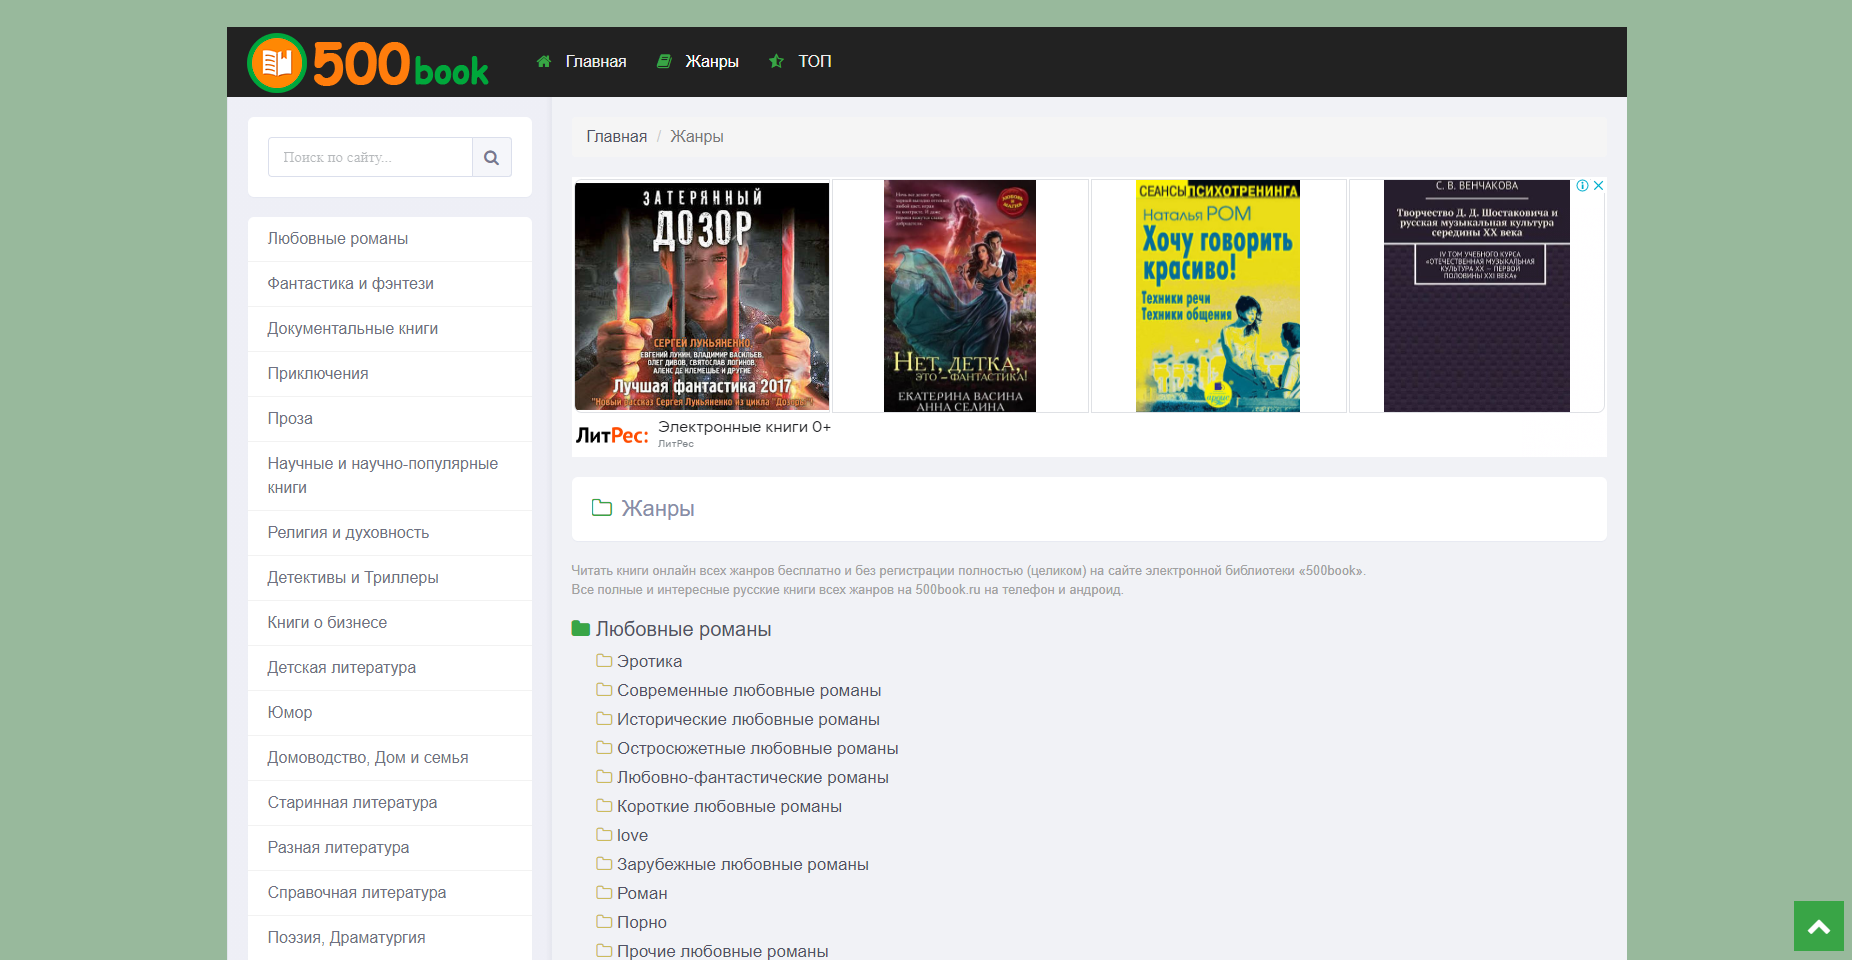 500book
Главная
Жанры
ТОП
Поиск по сайту...
Любовные романы
Фантастика и фэнтези
Документальные книги
Приключения
Проза
Научные и научно-популярные
книги
Религия и духовность
Детективы и Триллеры
Книги о бизнесе
Детская литература
Юмор
Домоводство, Дом и семья
Старинная литература
Разная литература
Справочная литература
Поэзия, Драматургия
Главная / Жанры
ЗАТЕРЯННЫЙ
ДОЗОР
СЕРГЕЙ ЛУКЬЯНЕНКО,
ЕВГЕНИЙ ЛУКИН, ВЛАДИМИР ВАСИЛЬЕВ,
ОЛЕГ ДИВОВ, СВЯТОСЛАВ ЛОГИНОВ,
АЛЕКС ДЕ КЛЕМЕШЬЕ И ДРУГИЕ
Лучшая фантастика 2017
"Новый рассказ Сергея Лукьяненко из цикла "Дозоры"!
НЕТ, ДЕТКА,
ЭТО – ФАНТАСТИКА!
ЕКАТЕРИНА ВАСИНА
АННА СЕЛИНА
СЕАНСЫ ПСИХОТРЕНИНГА
Наталья РОМ
Хочу говорить
красиво!
Техники речи
Техники общения
С. В. ВЕНЧАКОВА
Творчество Д. Д. Шостаковича и
русская музыкальная культура
середины XX века
IV ТОМ УЧЕБНОГО КУРСА
«ОТЕЧЕСТВЕННАЯ МУЗЫКАЛЬНАЯ
КУЛЬТУРА XX — ПЕРВОЙ
ПОЛОВИНЫ XXI ВЕКА»
ЛитРес:
Электронные книги 0+
ЛитРес
Жанры
Читать книги онлайн всех жанров бесплатно и без регистрации полностью (целиком) на сайте электронной библиотеки «500book».
Все полные и интересные русские книги всех жанров на 500book.ru на телефон и андроид.
Любовные романы
Эротика
Современные любовные романы
Исторические любовные романы
Остросюжетные любовные романы
Любовно-фантастические романы
Короткие любовные романы
love
Зарубежные любовные романы
Роман
Порно
Прочие любовные романы